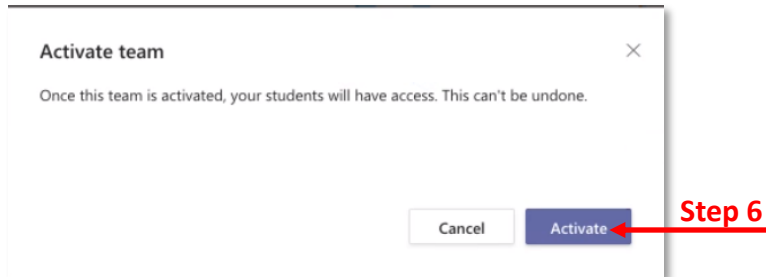 Activate team
Once this team is activated, your students will have access. This can't be undone.
Cancel
Activate
Step 6